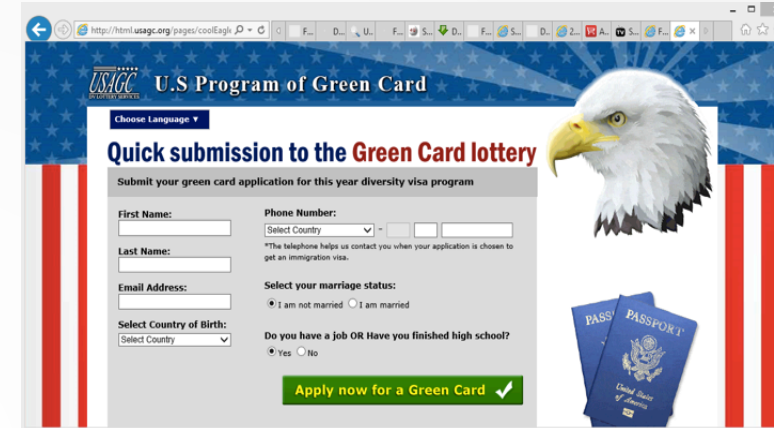 http://html.usagc.org/pages/coolEagle
F...
D...
U..
F...
S...
D..
F...
S...
D..
2...
A..
S...
F...
USAGC
U.S Program of Green Card
DV LOTTERY SERVICES
Choose Language ▼
Quick submission to the Green Card lottery
Submit your green card application for this year diversity visa program
First Name:
Phone Number:
Select Country
-
*The telephone helps us contact you when your application is chosen to
get an immigration visa.
Last Name:
Email Address:
Select your marriage status:
I am not married
I am married
Select Country of Birth:
Select Country
Do you have a job OR Have you finished high school?
Yes
No
Apply now for a Green Card
PASS
PASSPORT
United States
of America